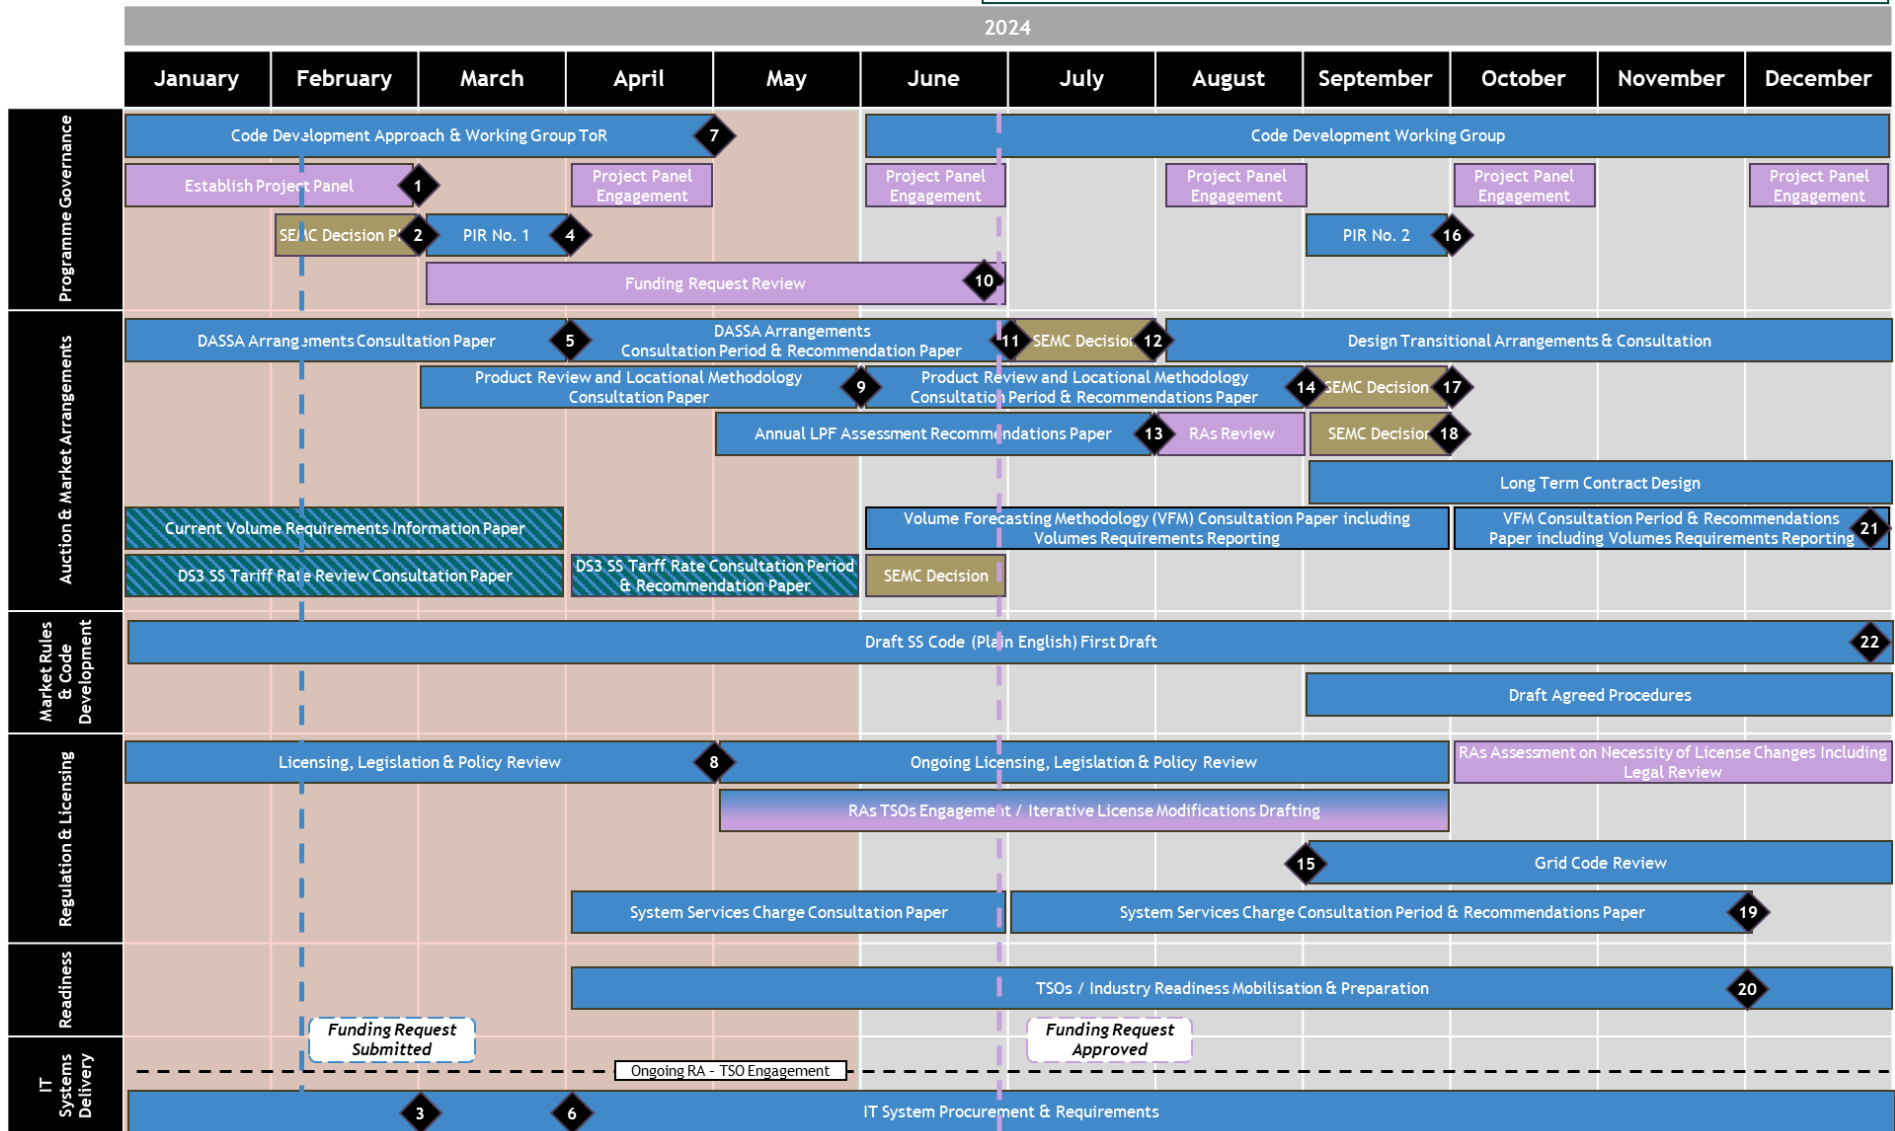 2024
January
February
March
April
May
June
July
August
September
October
November
December
Programme Governance
Code Development Approach & Working Group ToR
7
Code Development Working Group
Establish Project Panel
1
Project Panel
Engagement
Project Panel
Engagement
Project Panel
Engagement
Project Panel
Engagement
Project Panel
Engagement
SEMC Decision
2
PIR No. 1
4
PIR No. 2
16
Funding Request Review
10
Auction & Market Arrangements
DASSA Arrangements Consultation Paper
5
DASSA Arrangements
Consultation Period & Recommendation Paper
11
SEMC Decision
12
Design Transitional Arrangements & Consultation
Product Review and Locational Methodology
Consultation Paper
9
Product Review and Locational Methodology
Consultation Period & Recommendations Paper
14
SEMC Decision
17
Annual LPF Assessment Recommendations Paper
13
RAs Review
SEMC Decision
18
Long Term Contract Design
Current Volume Requirements Information Paper
Volume Forecasting Methodology (VFM) Consultation Paper including
Volumes Requirements Reporting
VFM Consultation Period & Recommendations
Paper including Volumes Requirements Reporting
21
DS3 SS Tariff Rate Review Consultation Paper
DS3 SS Tarff Rate Consultation Period
& Recommendation Paper
SEMC Decision
Market Rules
& Code
Development
Draft SS Code (Plain English) First Draft
22
Draft Agreed Procedures
Regulation & Licensing
Licensing, Legislation & Policy Review
8
Ongoing Licensing, Legislation & Policy Review
RAs Assessment on Necessity of License Changes Including
Legal Review
RAs TSOs Engagement / Iterative License Modifications Drafting
15
Grid Code Review
System Services Charge Consultation Paper
System Services Charge Consultation Period & Recommendations Paper
19
Readiness
TSOs / Industry Readiness Mobilisation & Preparation
20
Funding Request
Submitted
Funding Request
Approved
IT
Systems
Delivery
Ongoing RA - TSO Engagement
3
6
IT System Procurement & Requirements